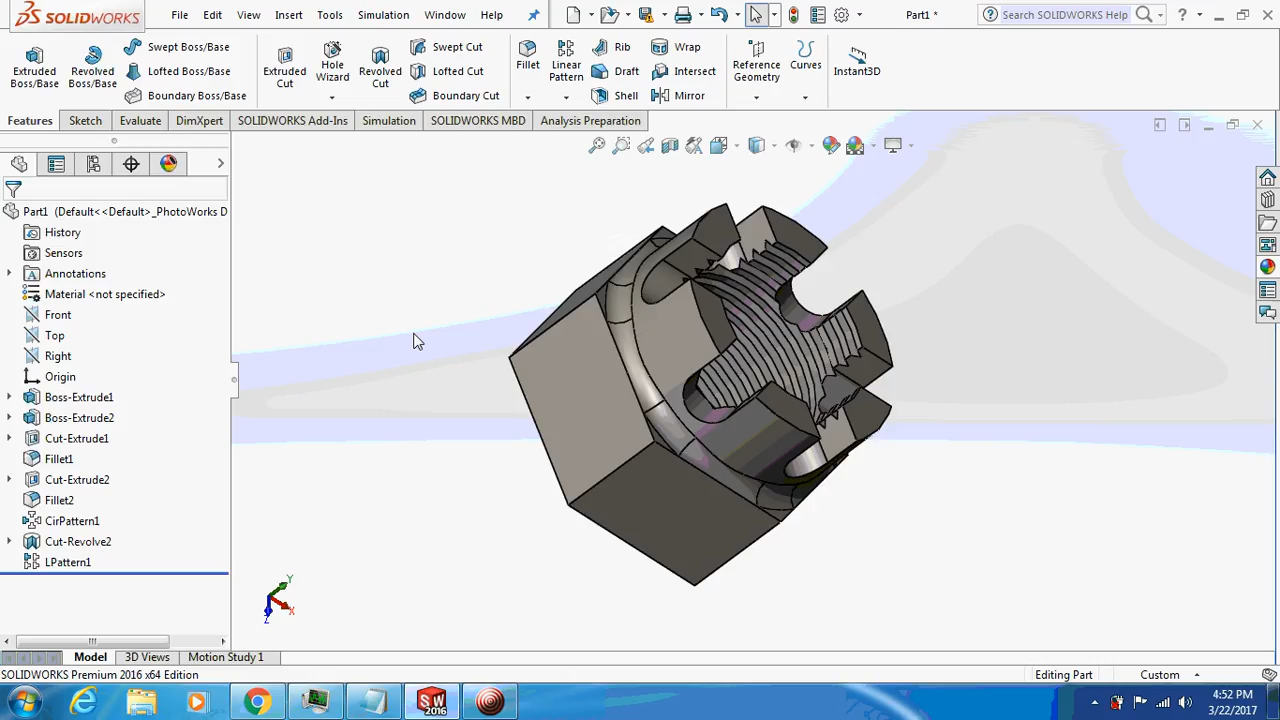 SOLIDWORKS File Edit View Insert Tools Simulation Window Help Part1 * Search SOLIDWORKS Help ?
Extruded Boss/Base
Revolved Boss/Base
Swept Boss/Base
Lofted Boss/Base
Boundary Boss/Base
Extruded Cut
Hole Wizard
Revolved Cut
Swept Cut
Lofted Cut
Boundary Cut
Fillet
Linear Pattern
Rib
Draft
Shell
Wrap
Intersect
Mirror
Reference Geometry
Curves
Instant3D
Features Sketch Evaluate DimXpert SOLIDWORKS Add-Ins Simulation SOLIDWORKS MBD Analysis Preparation
Part1 (Default<<Default>_PhotoWorks D
History
Sensors
Annotations
Material <not specified>
Front
Top
Right
Origin
Boss-Extrude1
Boss-Extrude2
Cut-Extrude1
Fillet1
Cut-Extrude2
Fillet2
CirPattern1
Cut-Revolve2
LPattern1
Y
X
Z
Model 3D Views Motion Study 1
SOLIDWORKS Premium 2016 x64 Edition Editing Part Custom
SW
2016
4:52 PM
3/22/2017